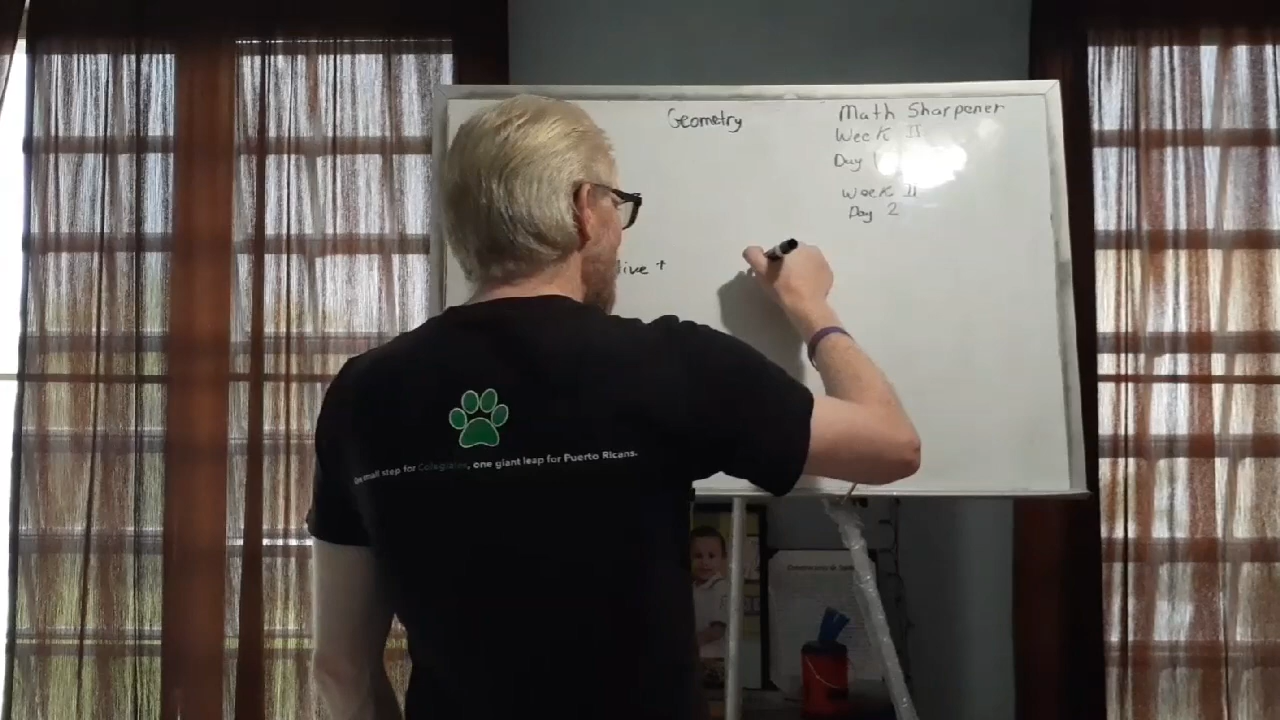 Geometry
Math Sharpener
Week II
Day 1
Week II
Day 2
tive +
One small step for Colegiales, one giant leap for Puerto Ricans.